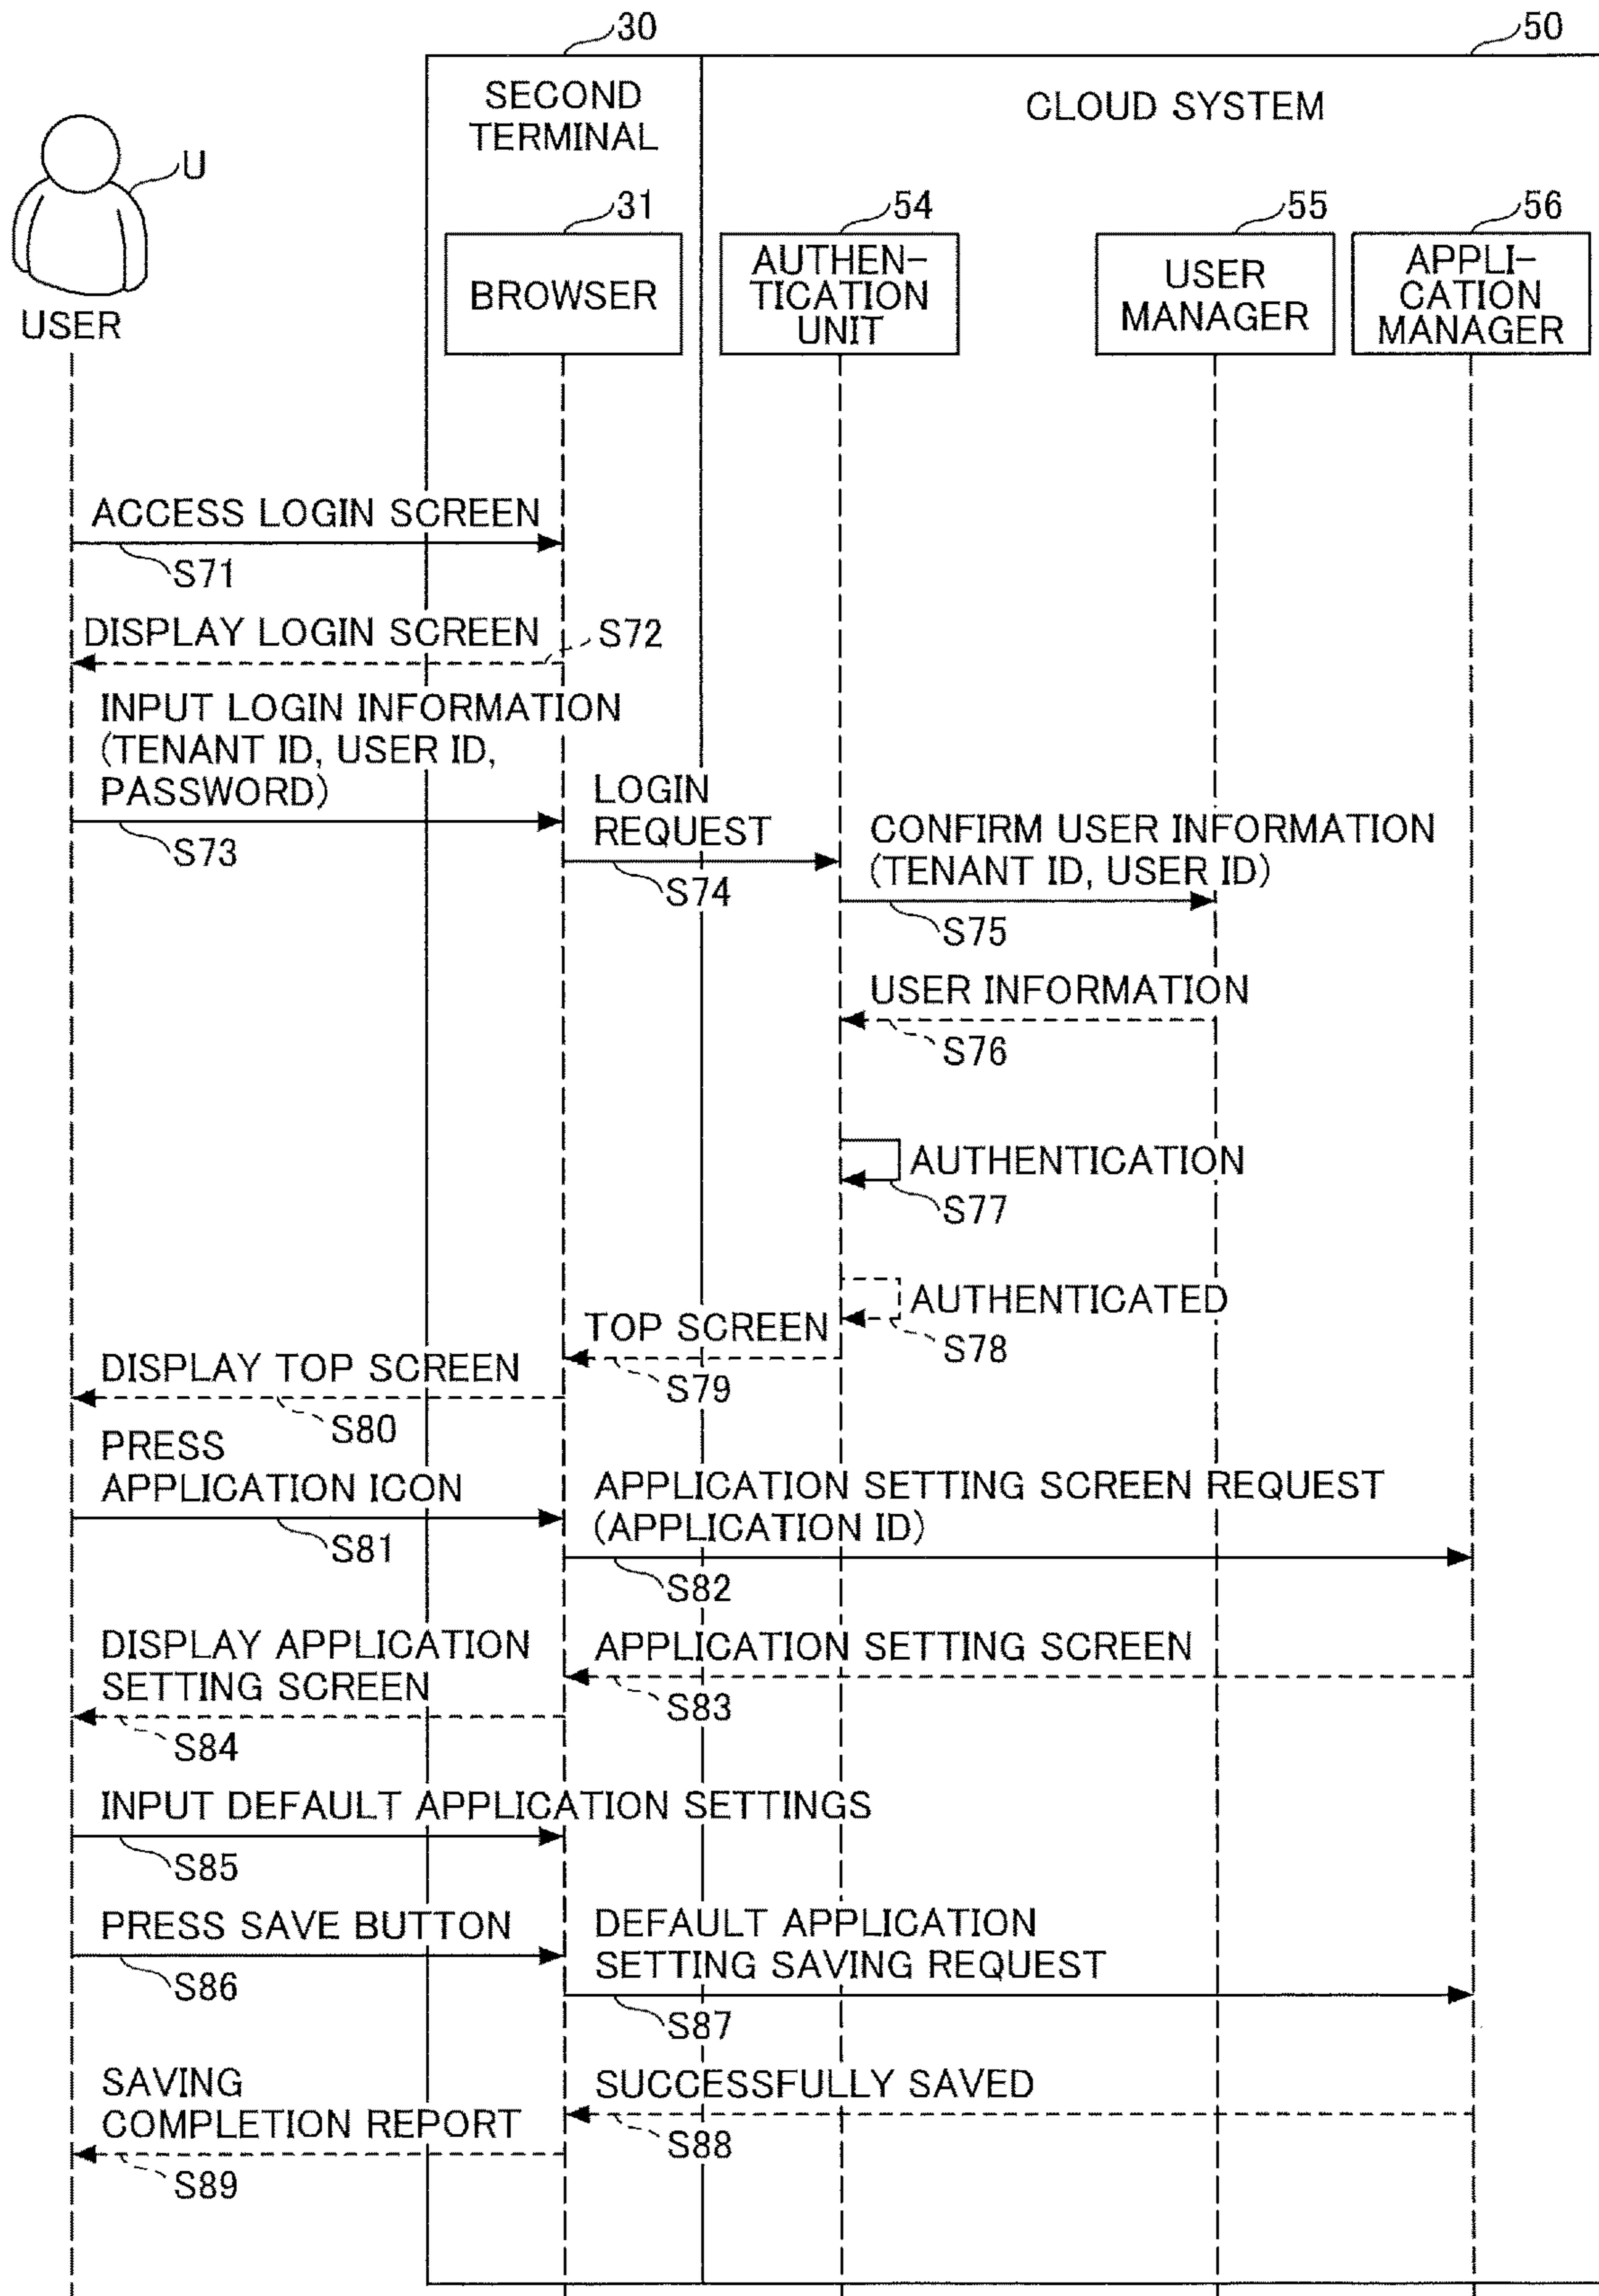 30
50
SECOND
TERMINAL
CLOUD SYSTEM
U
31
54
55
56
BROWSER
AUTHEN-
TICATION
UNIT
USER
MANAGER
APPLI-
CATION
MANAGER
USER
ACCESS LOGIN SCREEN
S71
DISPLAY LOGIN SCREEN
S72
INPUT LOGIN INFORMATION
(TENANT ID, USER ID,
PASSWORD)
S73
LOGIN
REQUEST
S74
CONFIRM USER INFORMATION
(TENANT ID, USER ID)
S75
USER INFORMATION
S76
AUTHENTICATION
S77
AUTHENTICATED
S78
TOP SCREEN
S79
DISPLAY TOP SCREEN
S80
PRESS
APPLICATION ICON
S81
APPLICATION SETTING SCREEN REQUEST
(APPLICATION ID)
S82
APPLICATION SETTING SCREEN
S83
DISPLAY APPLICATION
SETTING SCREEN
S84
INPUT DEFAULT APPLICATION SETTINGS
S85
PRESS SAVE BUTTON
S86
DEFAULT APPLICATION
SETTING SAVING REQUEST
S87
SUCCESSFULLY SAVED
S88
SAVING
COMPLETION REPORT
S89